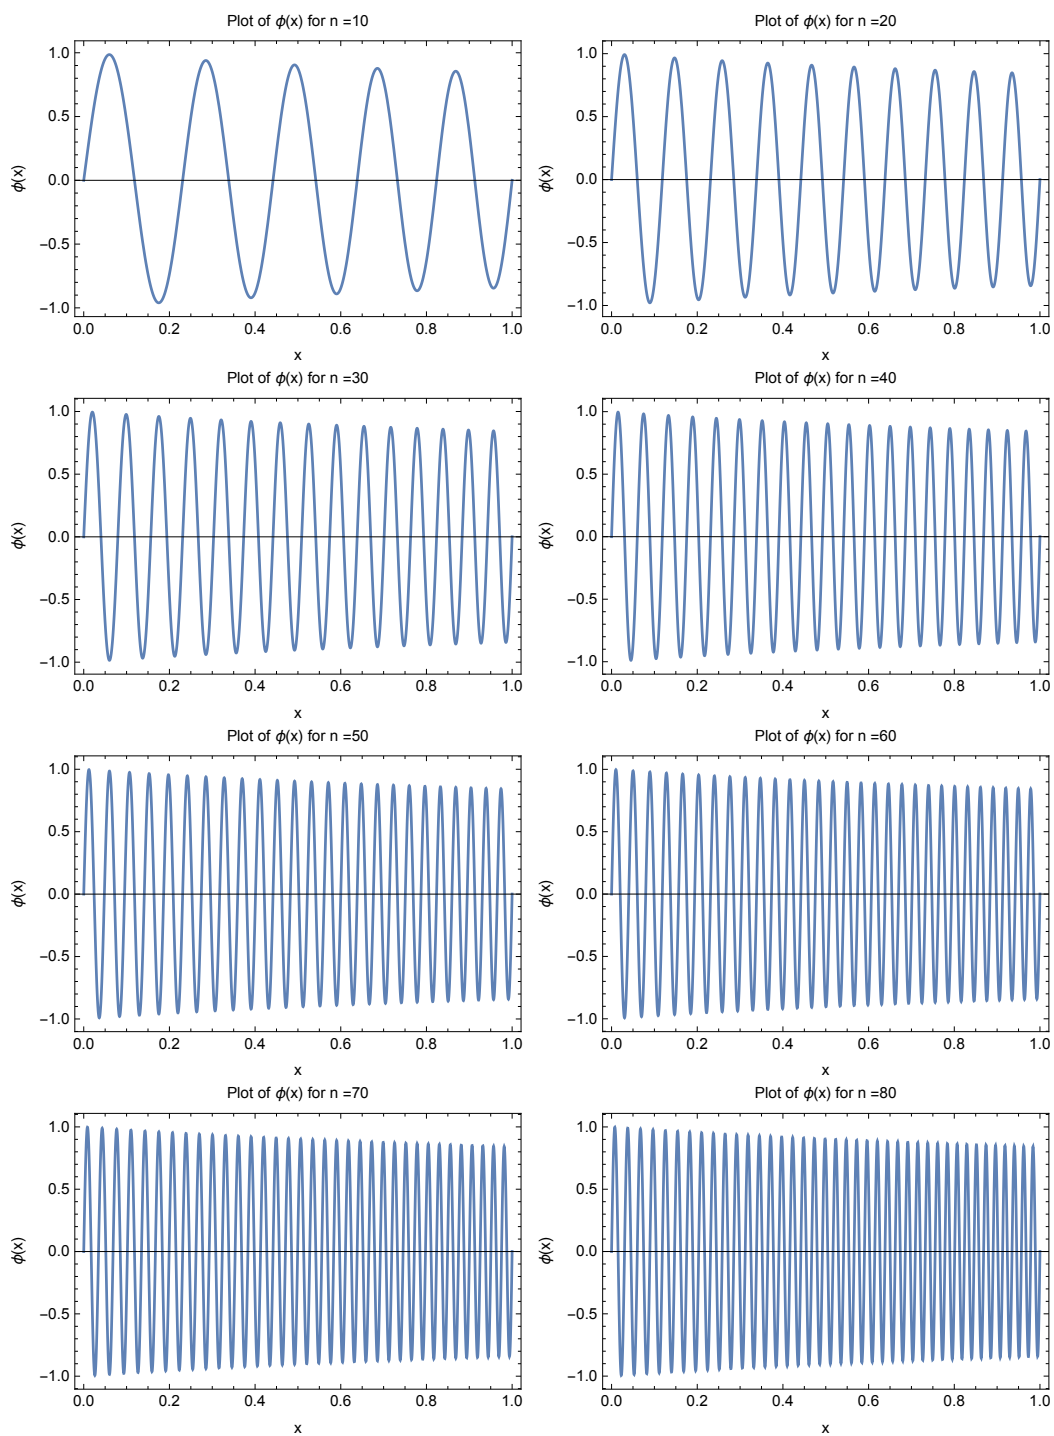 Plot of ϕ(x) for n =10
Plot of ϕ(x) for n =20
1.0
0.5
0.0
−0.5
−1.0
ϕ(x)
0.0 0.2 0.4 0.6 0.8 1.0
x
1.0
0.5
0.0
−0.5
−1.0
ϕ(x)
0.0 0.2 0.4 0.6 0.8 1.0
x
Plot of ϕ(x) for n =30
Plot of ϕ(x) for n =40
1.0
0.5
0.0
−0.5
−1.0
ϕ(x)
0.0 0.2 0.4 0.6 0.8 1.0
x
1.0
0.5
0.0
−0.5
−1.0
ϕ(x)
0.0 0.2 0.4 0.6 0.8 1.0
x
Plot of ϕ(x) for n =50
Plot of ϕ(x) for n =60
1.0
0.5
0.0
−0.5
−1.0
ϕ(x)
0.0 0.2 0.4 0.6 0.8 1.0
x
1.0
0.5
0.0
−0.5
−1.0
ϕ(x)
0.0 0.2 0.4 0.6 0.8 1.0
x
Plot of ϕ(x) for n =70
Plot of ϕ(x) for n =80
1.0
0.5
0.0
−0.5
−1.0
ϕ(x)
0.0 0.2 0.4 0.6 0.8 1.0
x
1.0
0.5
0.0
−0.5
−1.0
ϕ(x)
0.0 0.2 0.4 0.6 0.8 1.0
x